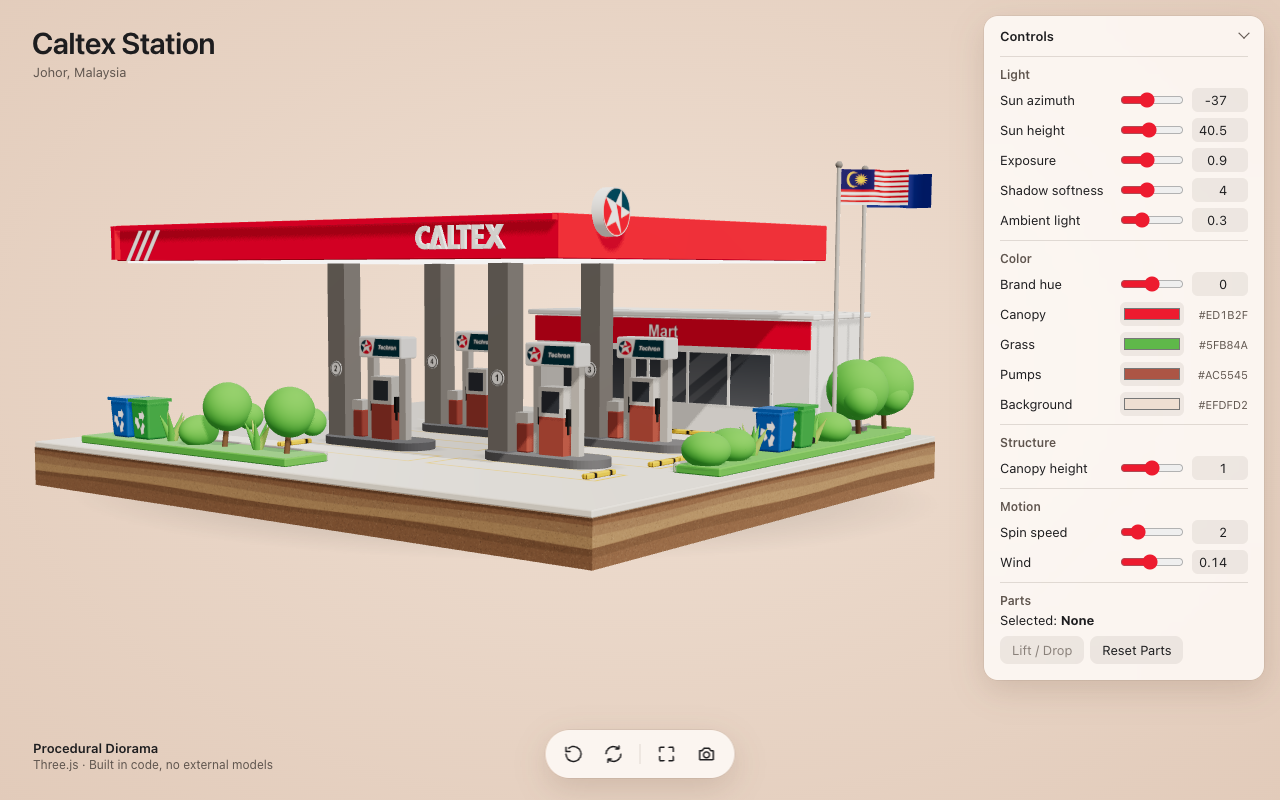 Caltex Station
Johor, Malaysia
CALTEX
Mart
Techron
Techron
Techron
Techron
2
4
1
3
Controls
Light
Sun azimuth -37
Sun height 40.5
Exposure 0.9
Shadow softness 4
Ambient light 0.3
Color
Brand hue 0
Canopy #ED1B2F
Grass #5FB84A
Pumps #AC5545
Background #EFDFD2
Structure
Canopy height 1
Motion
Spin speed 2
Wind 0.14
Parts
Selected: None
Lift / Drop Reset Parts
Procedural Diorama
Three.js · Built in code, no external models